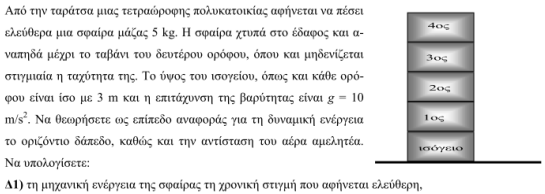 Από την ταράτσα μιας τετραώροφης πολυκατοικίας αφήνεται να πέσει
ελεύθερα μια σφαίρα μάζας 5 kg. Η σφαίρα χτυπά στο έδαφος και α-
ναπηδά μέχρι το ταβάνι του δευτέρου ορόφου, όπου και μηδενίζεται
στιγμιαία η ταχύτητα της. Το ύψος του ισογείου, όπως και κάθε ορό-
φου είναι ίσο με 3 m και η επιτάχυνση της βαρύτητας είναι g = 10
m/s². Να θεωρήσετε ως επίπεδο αναφοράς για τη δυναμική ενέργεια
το οριζόντιο δάπεδο, καθώς και την αντίσταση του αέρα αμελητέα.
Να υπολογίσετε:
Δ1) τη μηχανική ενέργεια της σφαίρας τη χρονική στιγμή που αφήνεται ελεύθερη,
4ος
3ος
2ος
1ος
ισόγειο